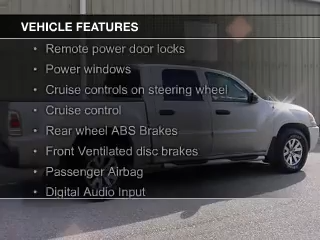 VEHICLE FEATURES
• Remote power door locks
• Power windows
• Cruise controls on steering wheel
• Cruise control
• Rear wheel ABS Brakes
• Front Ventilated disc brakes
• Passenger Airbag
• Digital Audio Input